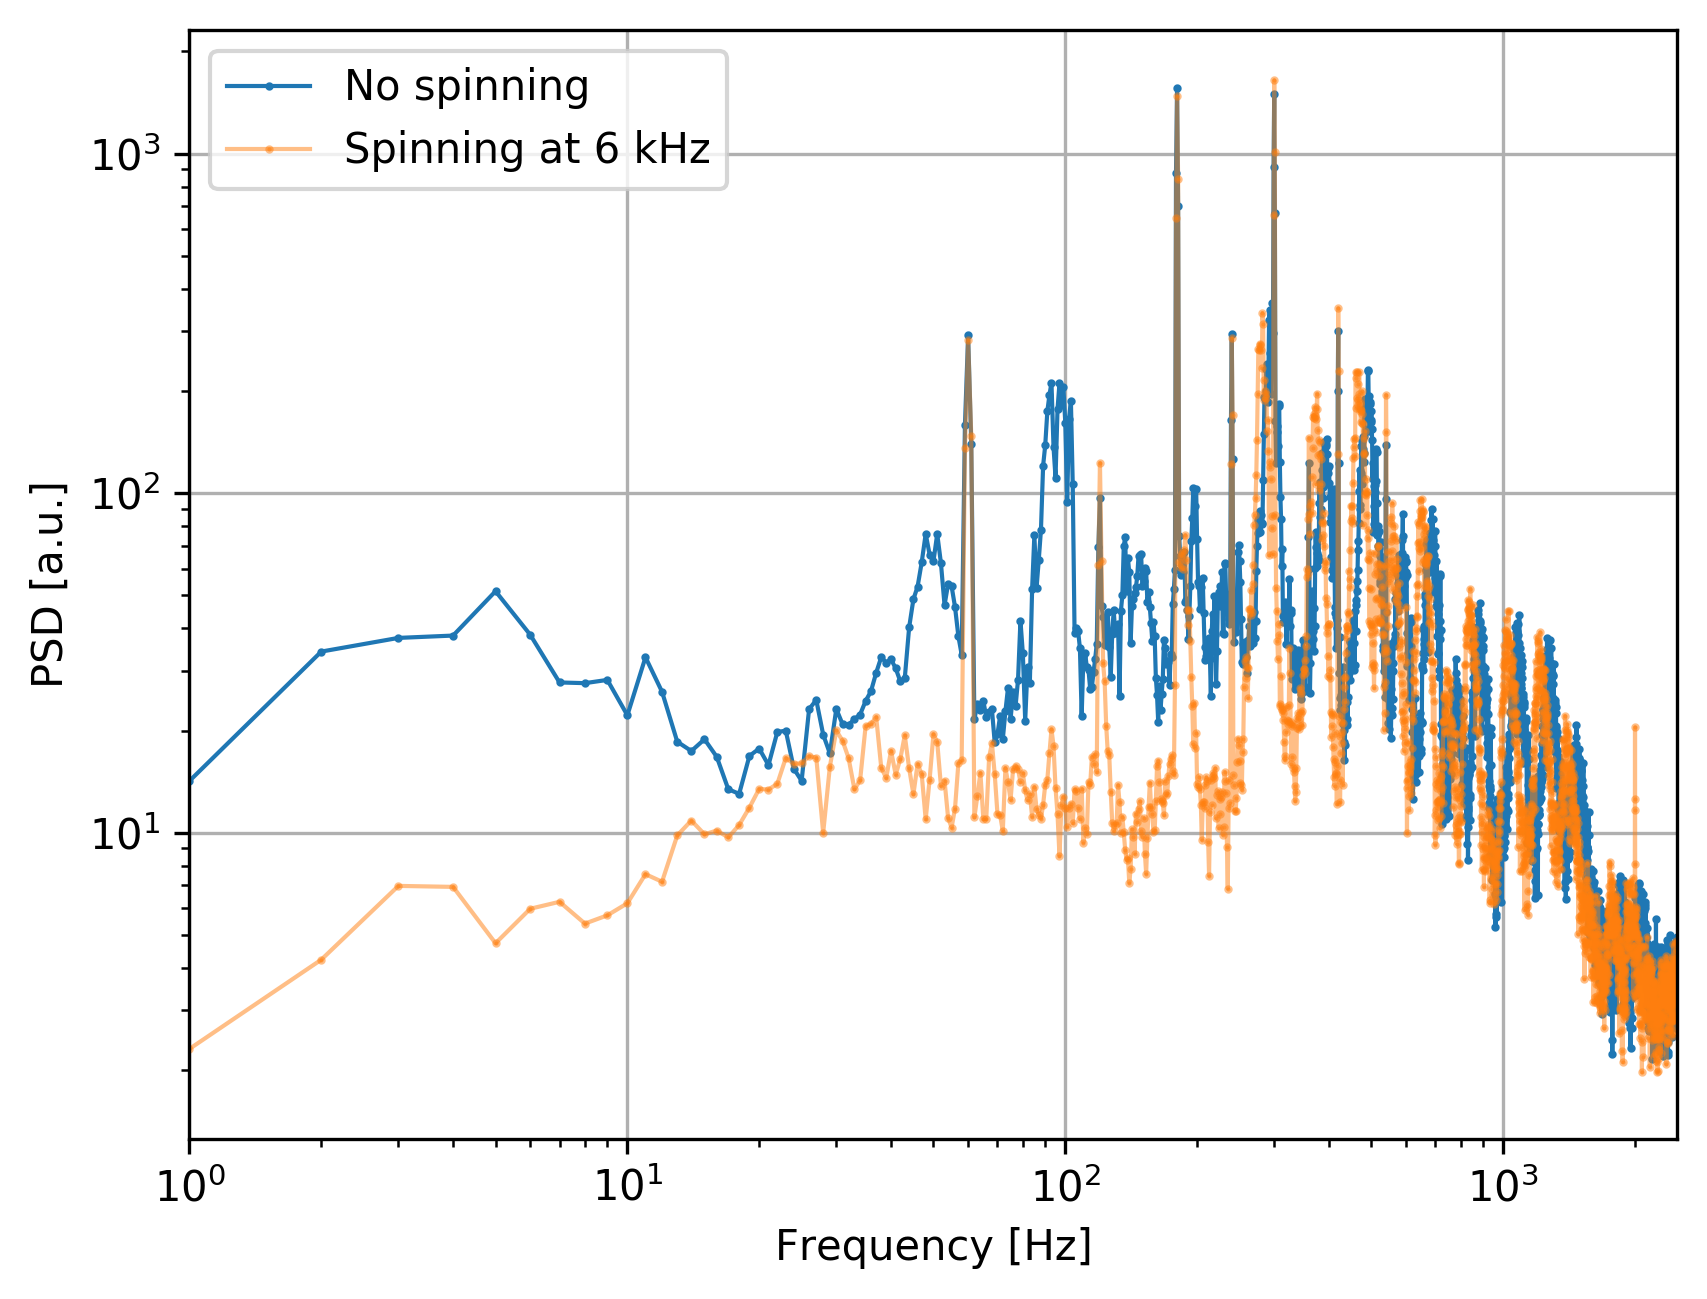 No spinning
Spinning at 6 kHz
PSD [a.u.]
10³
10²
10¹
10⁰ 10¹ 10² 10³
Frequency [Hz]